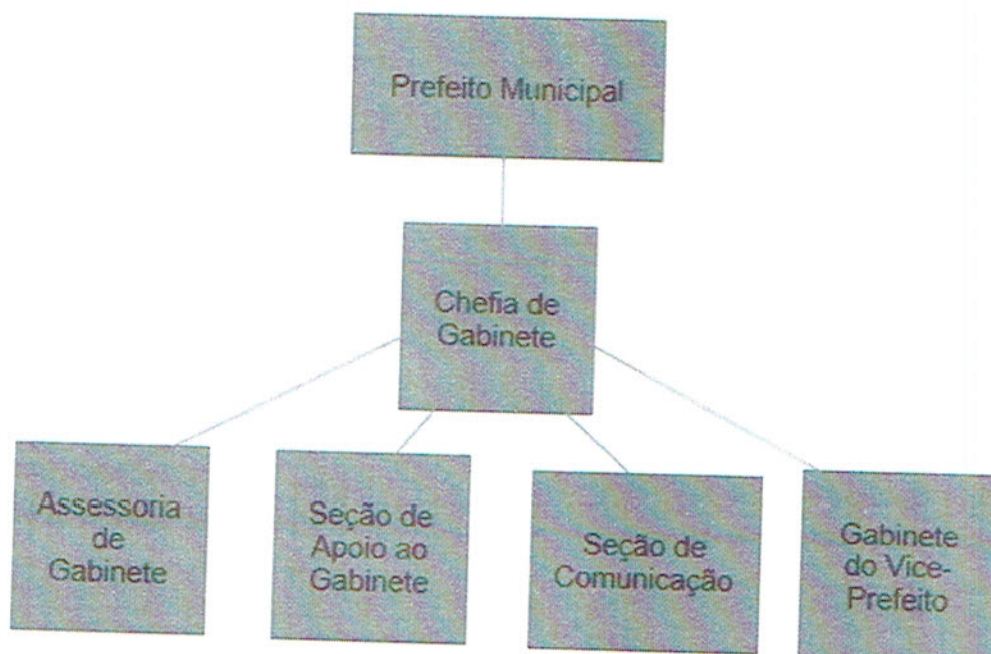 Prefeito Municipal
Chefia de
Gabinete
Assessoria
de
Gabinete
Seção de
Apoio ao
Gabinete
Seção de
Comunicação
Gabinete
do Vice-
Prefeito